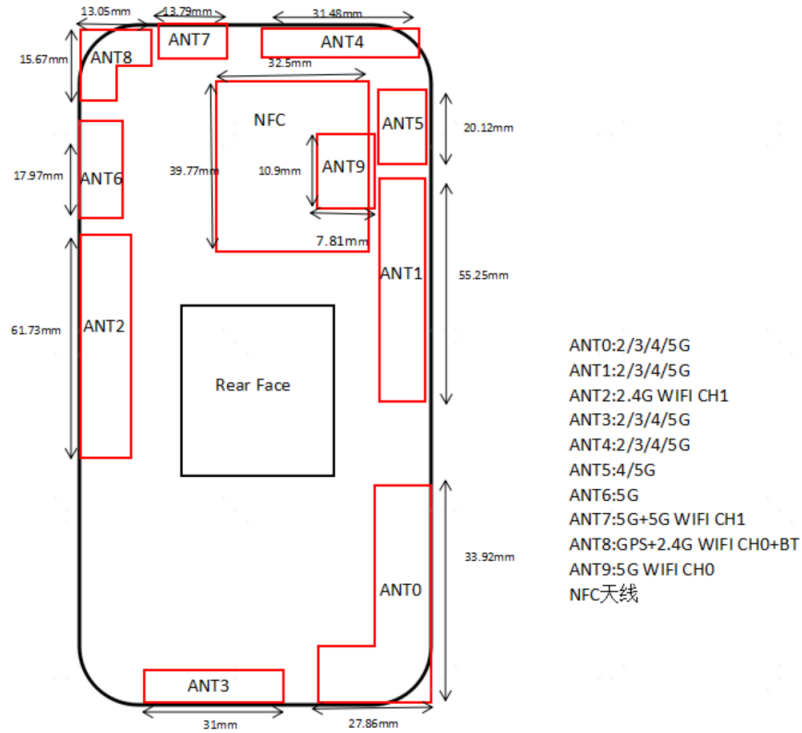 13.05mm
13.79mm
31.48mm
ANT7
ANT4
ANT8
15.67mm
32.5mm
NFC
ANT5
20.12mm
39.77mm
10.9mm
ANT9
17.97mm
ANT6
7.81mm
ANT1
55.25mm
61.73mm
ANT2
Rear Face
ANT0:2/3/4/5G
ANT1:2/3/4/5G
ANT2:2.4G WIFI CH1
ANT3:2/3/4/5G
ANT4:2/3/4/5G
ANT5:4/5G
ANT6:5G
ANT7:5G+5G WIFI CH1
ANT8:GPS+2.4G WIFI CH0+BT
ANT9:5G WIFI CH0
NFC天线
33.92mm
ANT0
ANT3
31mm
27.86mm